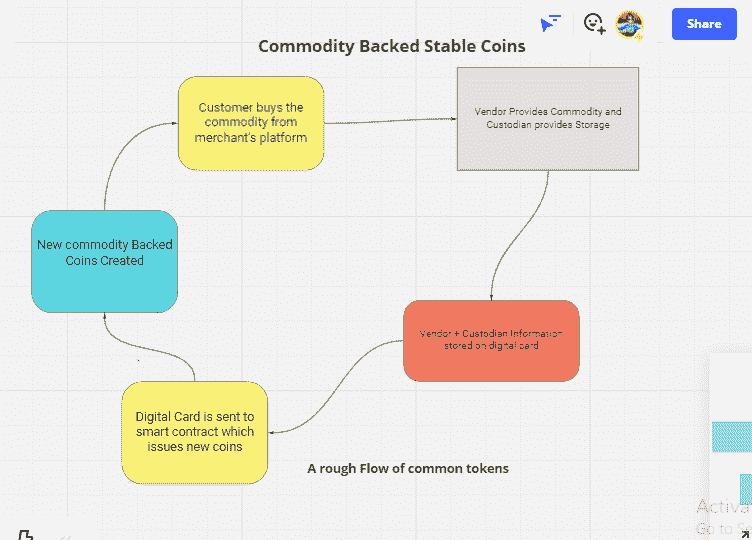 Share
Commodity Backed Stable Coins
Customer buys the
commodity from
merchant's platform
Vendor Provides Commodity and
Custodian provides Storage
New commodity Backed
Coins Created
Vendor + Custodian Information
stored on digital card
Digital Card is sent to
smart contract which
issues new coins
A rough Flow of common tokens
Go to